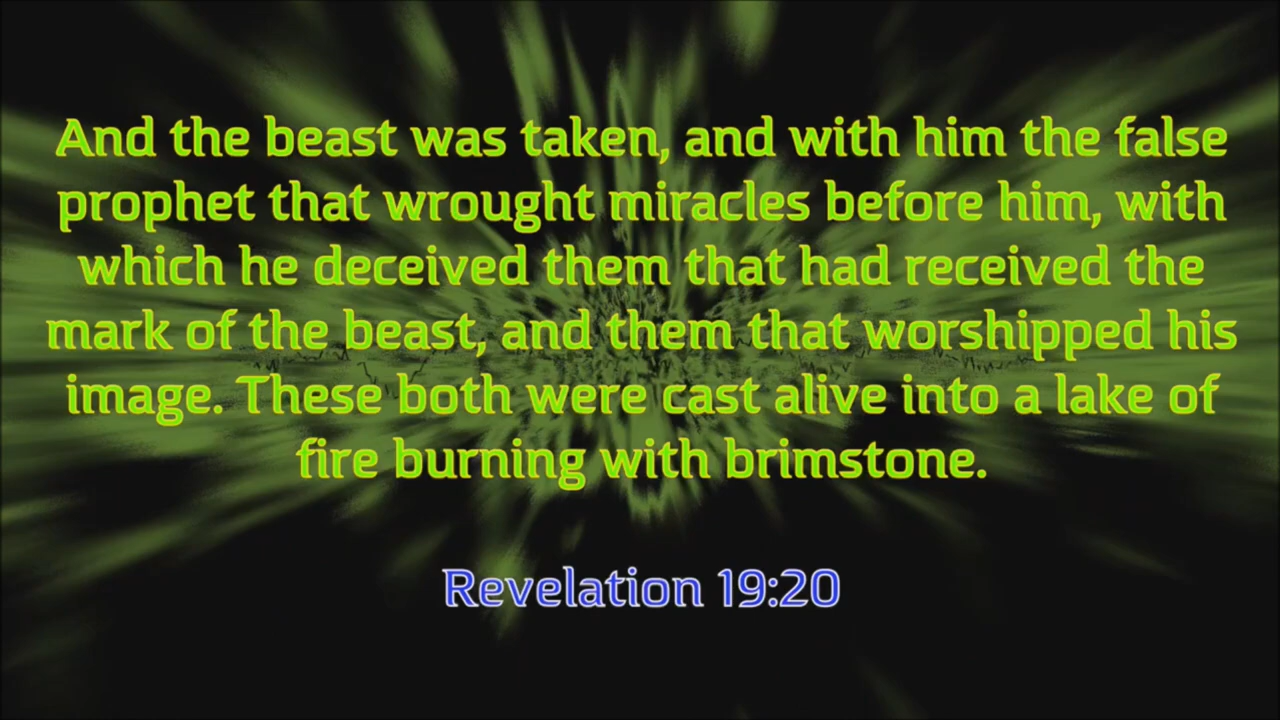 And the beast was taken, and with him the false
prophet that wrought miracles before him, with
which he deceived them that had received the
mark of the beast, and them that worshipped his
image. These both were cast alive into a lake of
fire burning with brimstone.
Revelation 19:20